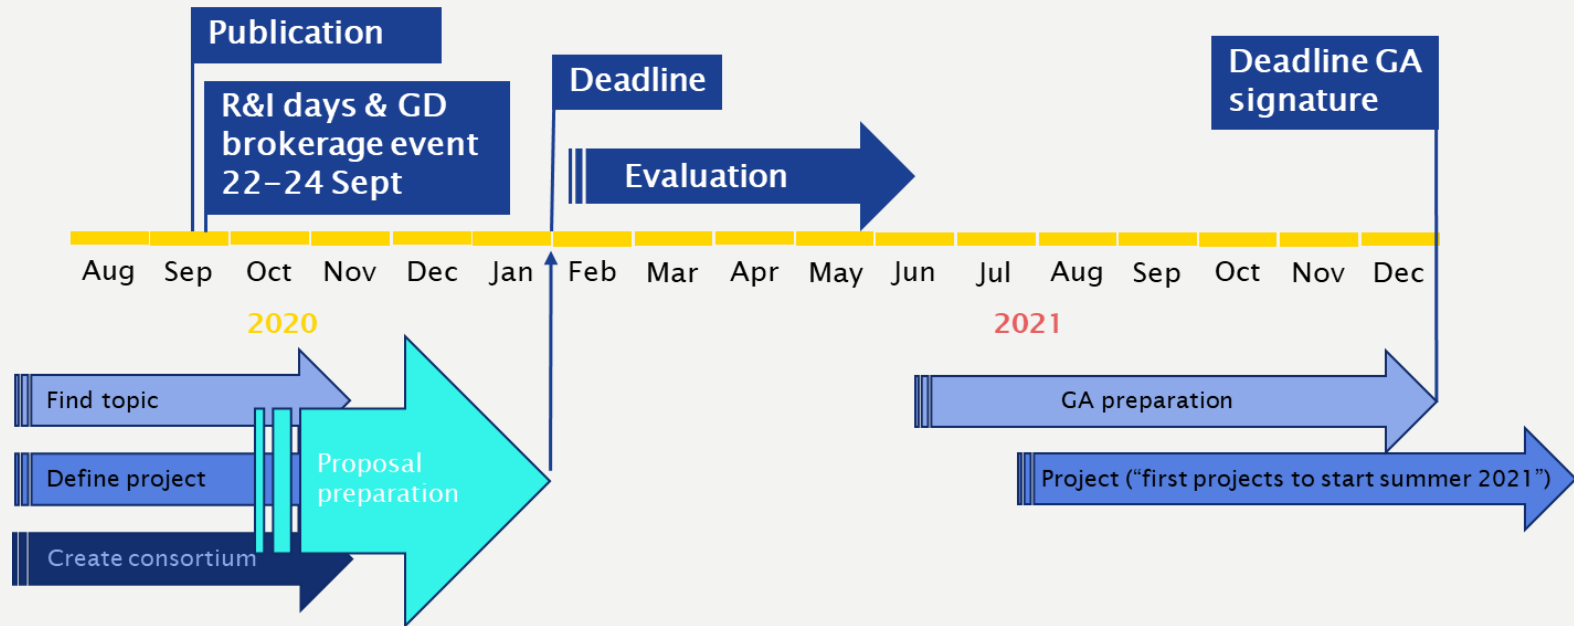 Publication
R&I days & GD
brokerage event
22–24 Sept
Deadline
Evaluation
Deadline GA
signature
Aug Sep Oct Nov Dec Jan Feb Mar Apr May Jun Jul Aug Sep Oct Nov Dec
2020 2021
Find topic
Define project
Create consortium
Proposal
preparation
GA preparation
Project (“first projects to start summer 2021”)